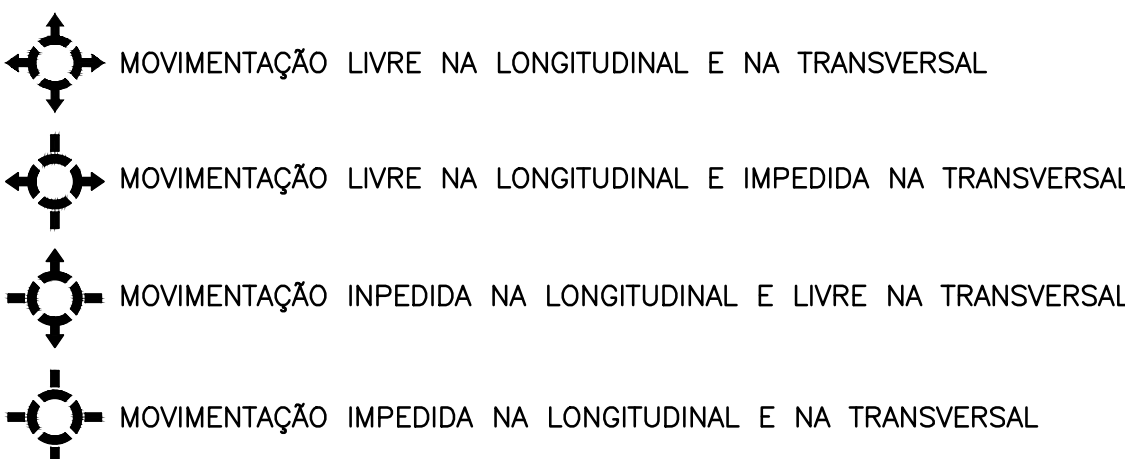 MOVIMENTAÇÃO LIVRE NA LONGITUDINAL E NA TRANSVERSAL
MOVIMENTAÇÃO LIVRE NA LONGITUDINAL E IMPEDIDA NA TRANSVERSAL
MOVIMENTAÇÃO INPEDIDA NA LONGITUDINAL E LIVRE NA TRANSVERSAL
MOVIMENTAÇÃO IMPEDIDA NA LONGITUDINAL E NA TRANSVERSAL